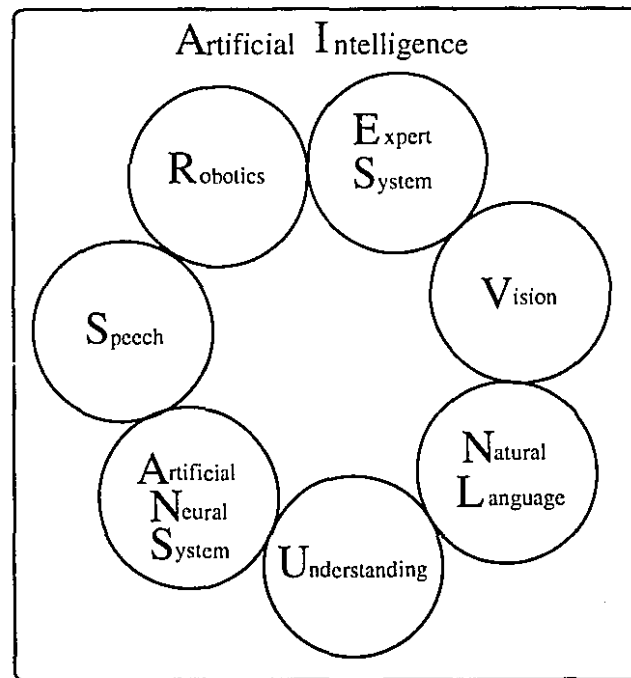 Artificial Intelligence
Robotics
Expert
System
Vision
Speech
Natural
Language
Artificial
Neural
System
Understanding